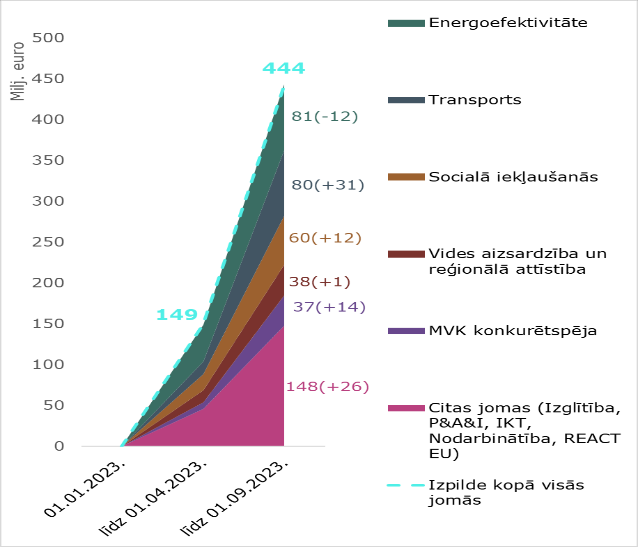 Milj. euro
500
450
400
350
300
250
200
150
100
50
0
444
149
81(-12)
80(+31)
60(+12)
38(+1)
37(+14)
148(+26)
01.01.2023.
līdz 01.04.2023.
līdz 01.09.2023.
Energoefektivitāte
Transports
Sociālā iekļaušanās
Vides aizsardzība un
reģionālā attīstība
MVK konkurētspēja
Citas jomas (Izglītība,
P&A&I, IKT,
Nodarbinātība, REACT
EU)
Izpilde kopā visās
jomās